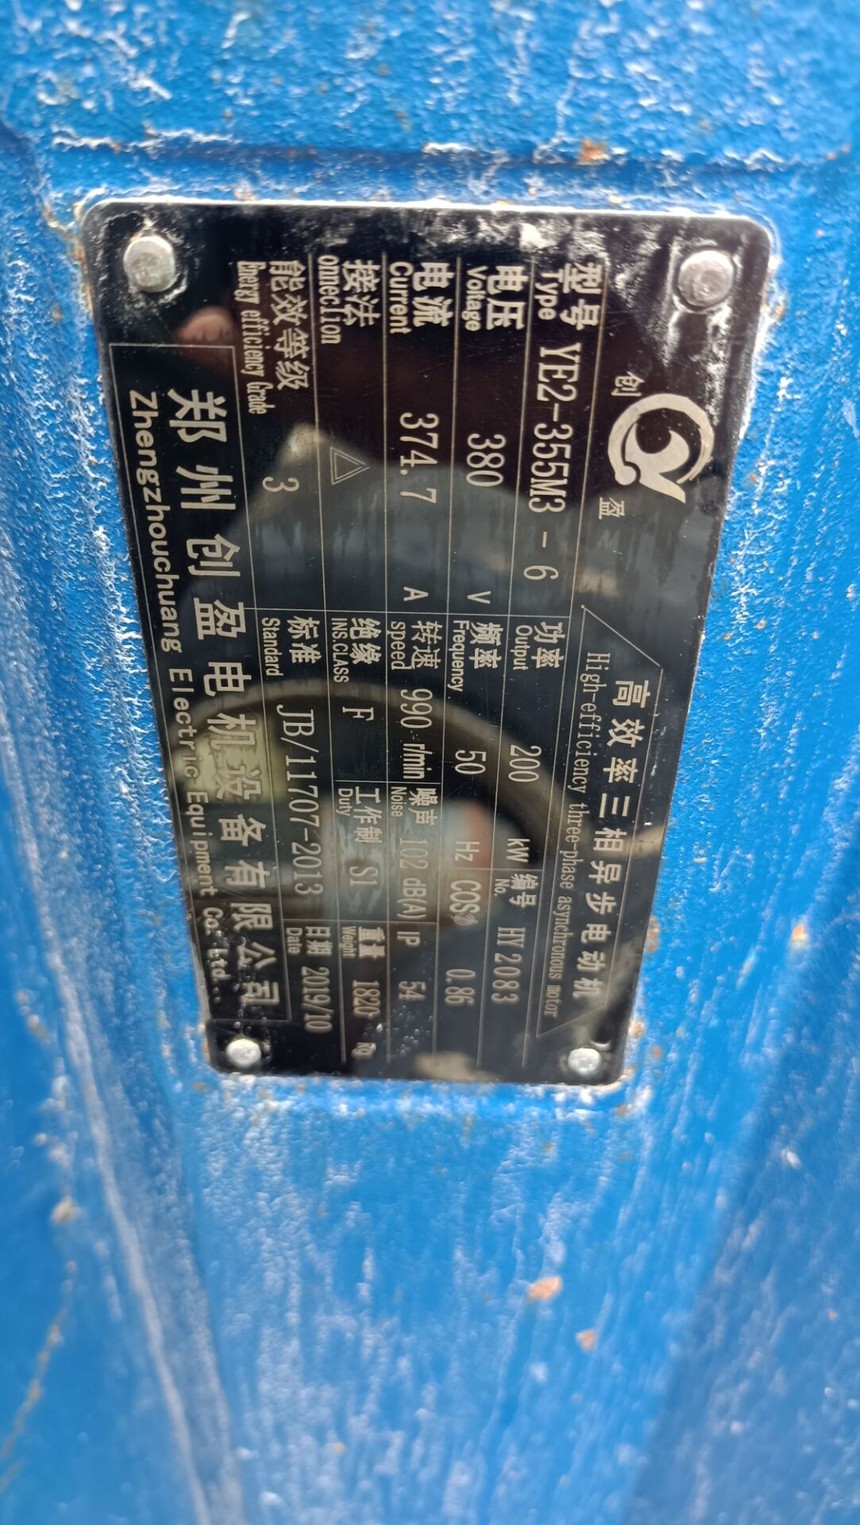 创 盈
高效率三相异步电动机
High-efficiency three-phase asynchronous motor
型号 YE2-355M3-6 功率 200 kW 编号 HY2083
Type Output No.
电压 380 V 频率 50 Hz COSφ 0.86
Voltage Frequency
电流 374.7 A 转速 990 r/min 噪声 102 dB(A) IP 54
Current speed Noise
接法 △ 绝缘 F 工作制 S1 重量 1820 kg
onnection INS.CLASS Duty Weight
能效等级 3 标准 JB/11707-2013 日期 2019/10
Energy efficiency Grade Standard Date
郑州创盈电机设备有限公司
Zhengzhouchuang Electric Equipment Co. Ltd.